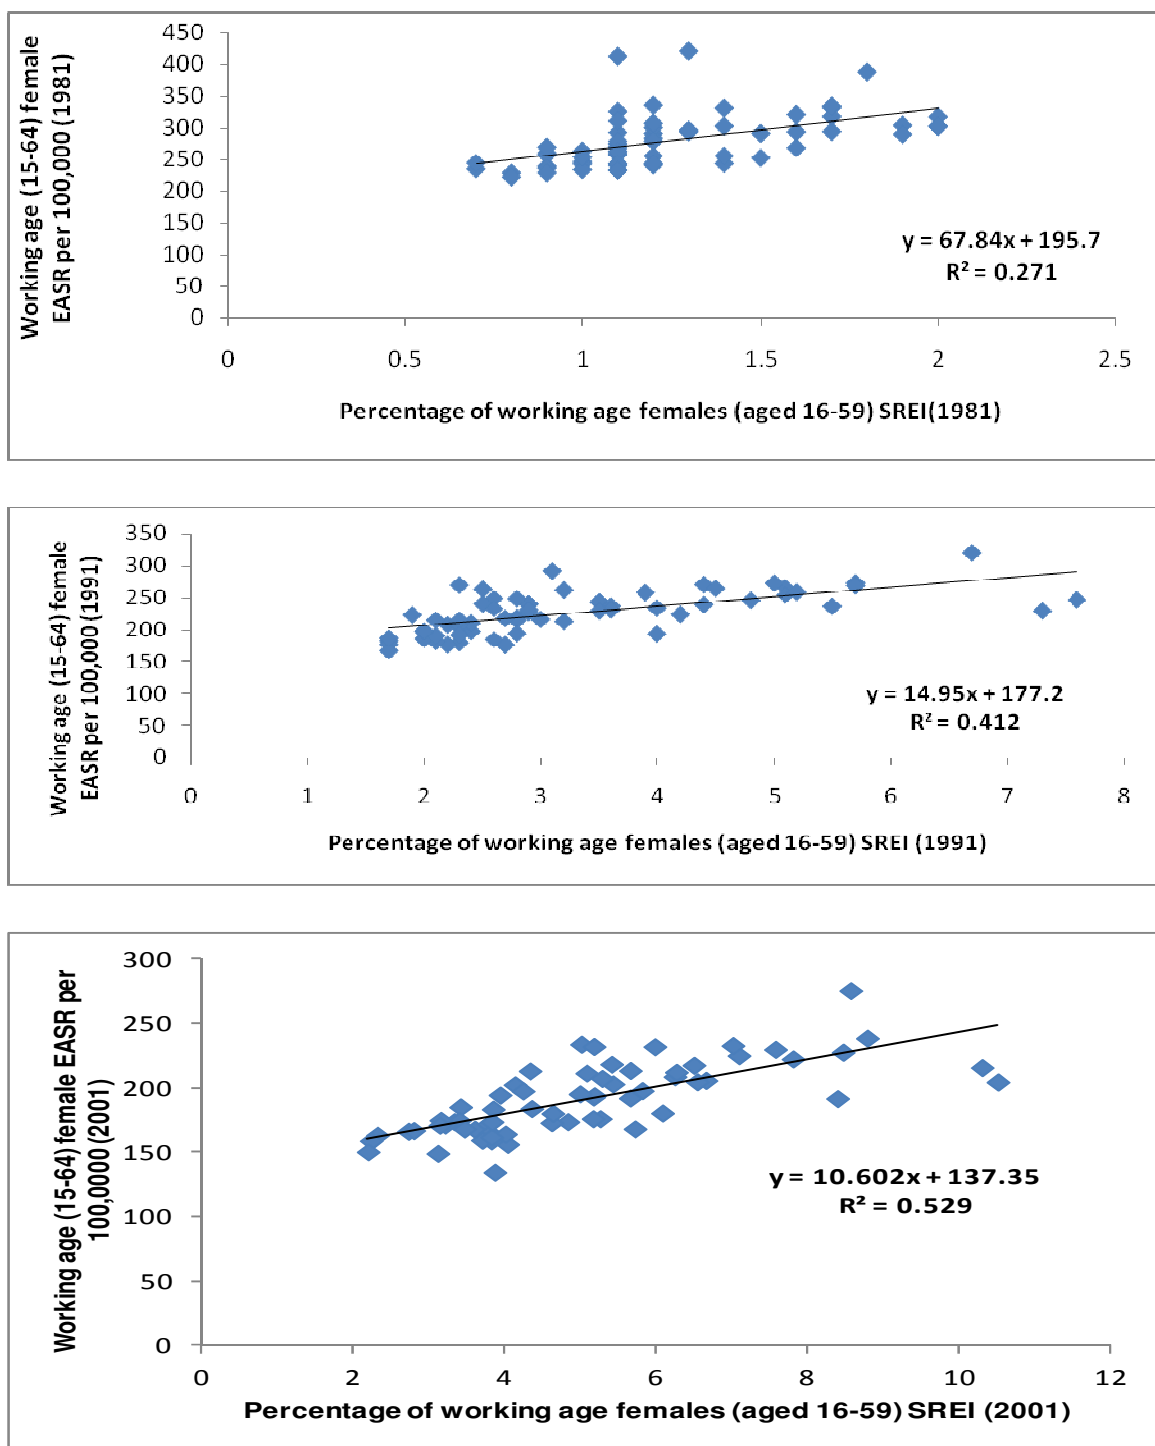 Working age (15-64) female
EASR per 100,000 (1981)
450
400
350
300
250
200
150
100
50
0
y = 67.84x + 195.7
R² = 0.271
0 0.5 1 1.5 2 2.5
Percentage of working age females (aged 16-59) SREI(1981)
Working age (15-64) female
EASR per 100,000 (1991)
350
300
250
200
150
100
50
0
y = 14.95x + 177.2
R² = 0.412
0 1 2 3 4 5 6 7 8
Percentage of working age females (aged 16-59) SREI (1991)
Working age (15-64) female EASR per
100,0000 (2001)
300
250
200
150
100
50
0
y = 10.602x + 137.35
R² = 0.529
0 2 4 6 8 10 12
Percentage of working age females (aged 16-59) SREI (2001)